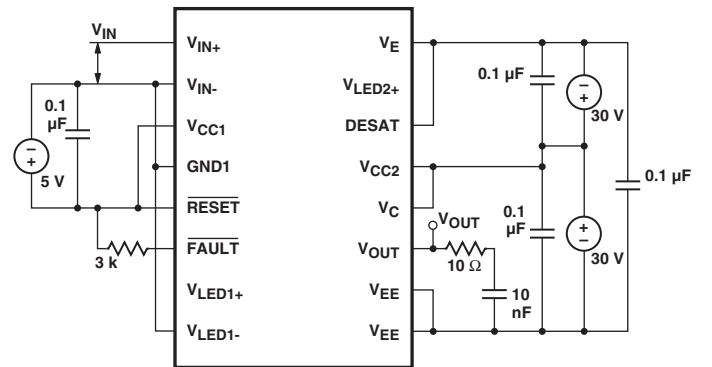 V_IN
V_IN+
V_IN-
V_CC1
GND1
RESET
FAULT
V_LED1+
V_LED1-
V_E
V_LED2+
DESAT
V_CC2
V_C
V_OUT
V_EE
V_EE
0.1
µF
− +
5 V
3 k
0.1 µF
− +
30 V
0.1 µF
V_OUT
0.1
µF
+ −
30 V
10 Ω
10
nF